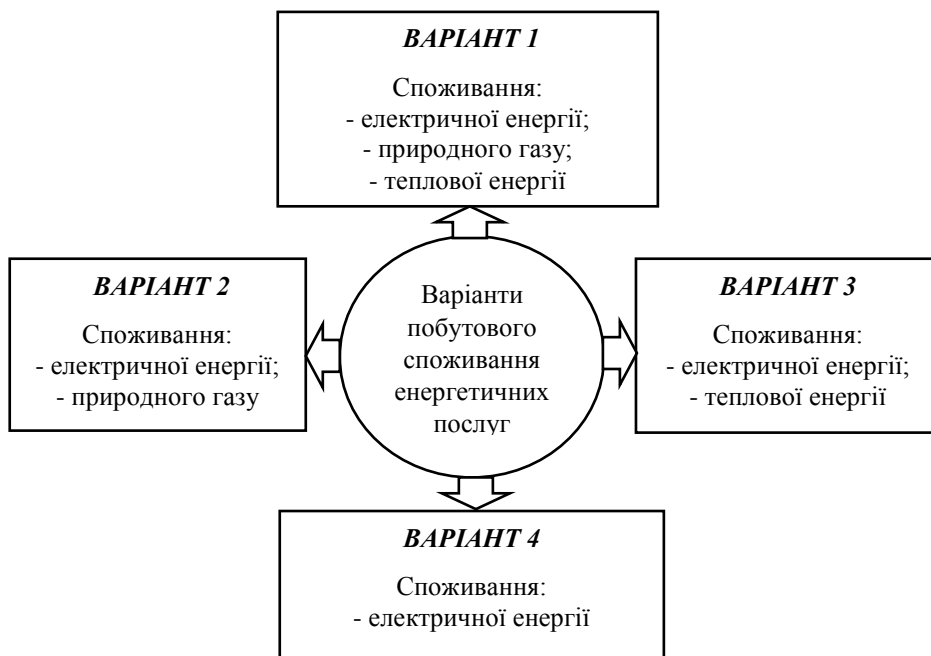 ВАРІАНТ 1
Споживання:
- електричної енергії;
- природного газу;
- теплової енергії
ВАРІАНТ 2
Споживання:
- електричної енергії;
- природного газу
Варіанти
побутового
споживання
енергетичних
послуг
ВАРІАНТ 3
Споживання:
- електричної енергії;
- теплової енергії
ВАРІАНТ 4
Споживання:
- електричної енергії